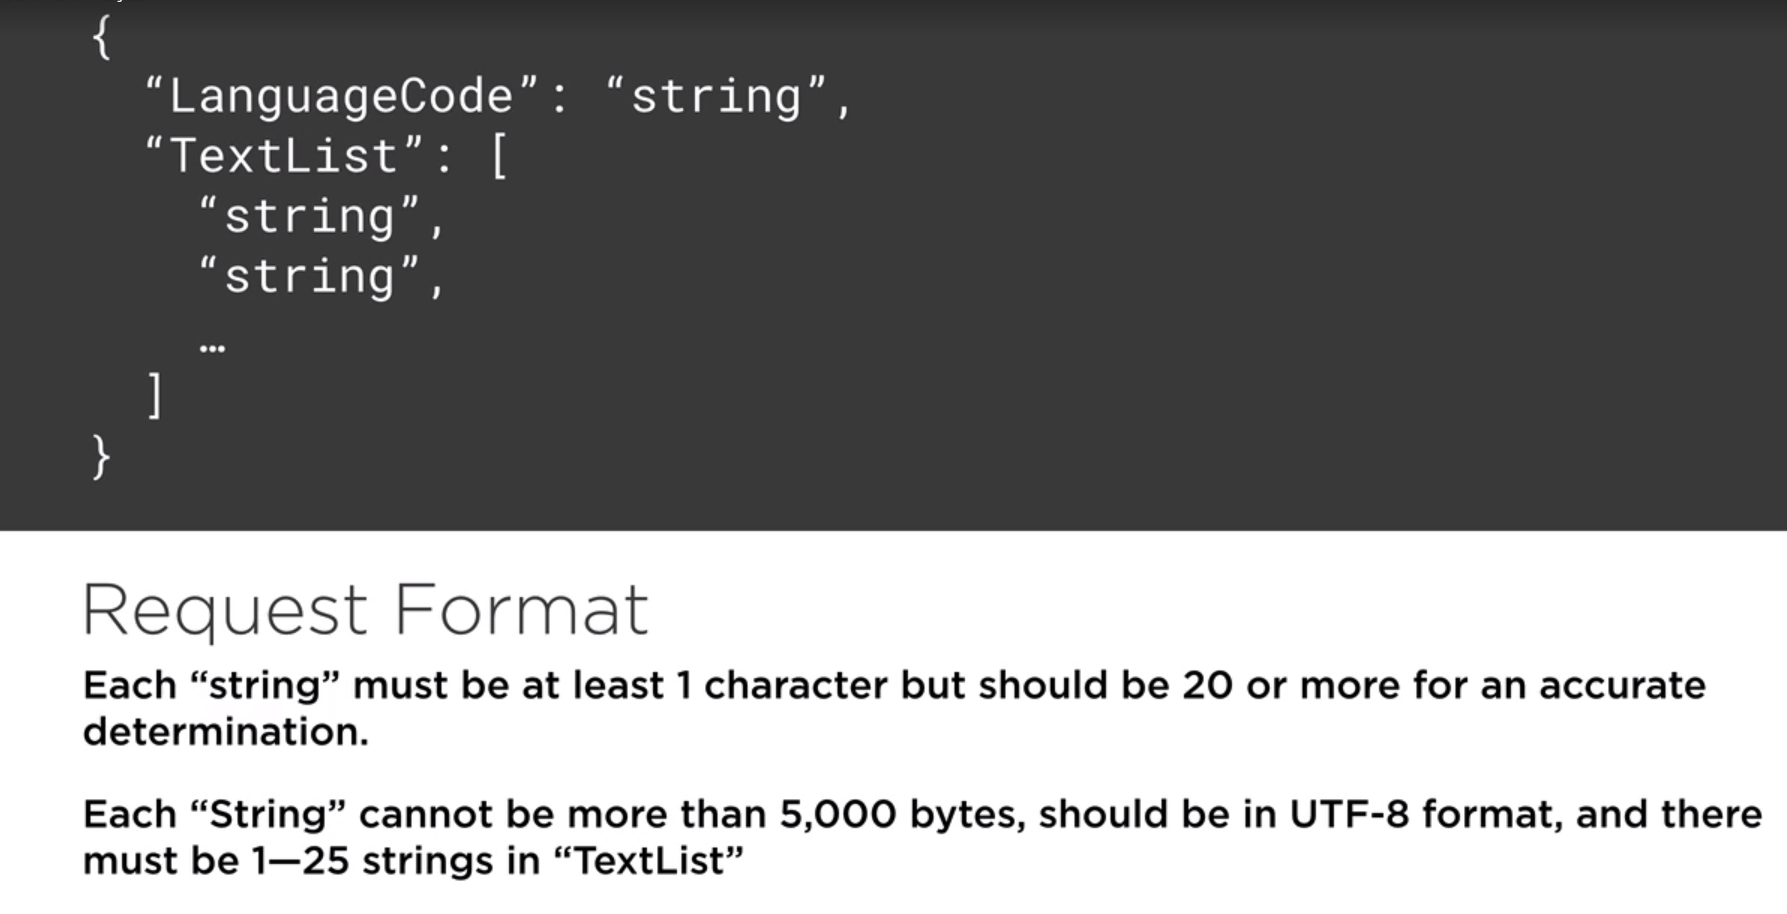 {
“LanguageCode”: “string”,
“TextList”: [
“string”,
“string”,
…
]
}
Request Format
Each “string” must be at least 1 character but should be 20 or more for an accurate
determination.
Each “String” cannot be more than 5,000 bytes, should be in UTF-8 format, and there
must be 1—25 strings in “TextList”